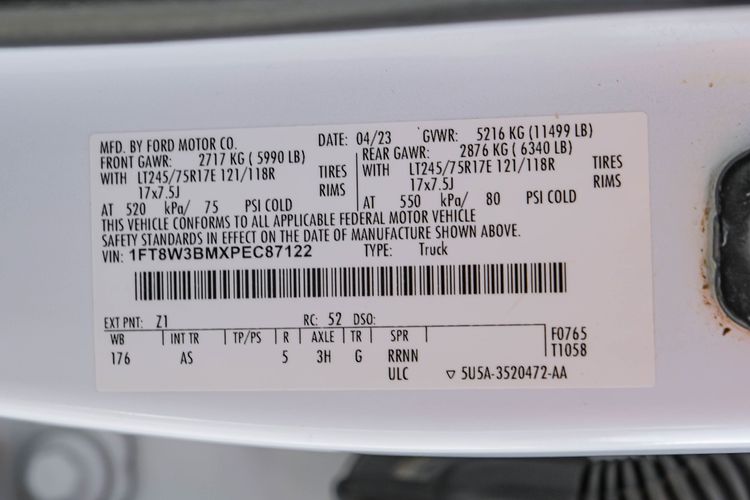 MFD. BY FORD MOTOR CO. DATE: 04/23 GVWR: 5216 KG (11499 LB)
FRONT GAWR: 2717 KG ( 5990 LB) REAR GAWR: 2876 KG ( 6340 LB)
WITH LT245/75R17E 121/118R TIRES WITH LT245/75R17E 121/118R TIRES
17x7.5J RIMS 17x7.5J RIMS
AT 520 kPa/ 75 PSI COLD AT 550 kPa/ 80 PSI COLD
THIS VEHICLE CONFORMS TO ALL APPLICABLE FEDERAL MOTOR VEHICLE
SAFETY STANDARDS IN EFFECT ON THE DATE OF MANUFACTURE SHOWN ABOVE.
VIN: 1FT8W3BMXPEC87122 TYPE: Truck
EXT PNT: Z1 RC: 52 DSO:
WB INT TR TP/PS R AXLE TR SPR F0765
176 AS 5 3H G RRNN T1058
ULC ▽ 5U5A-3520472-AA